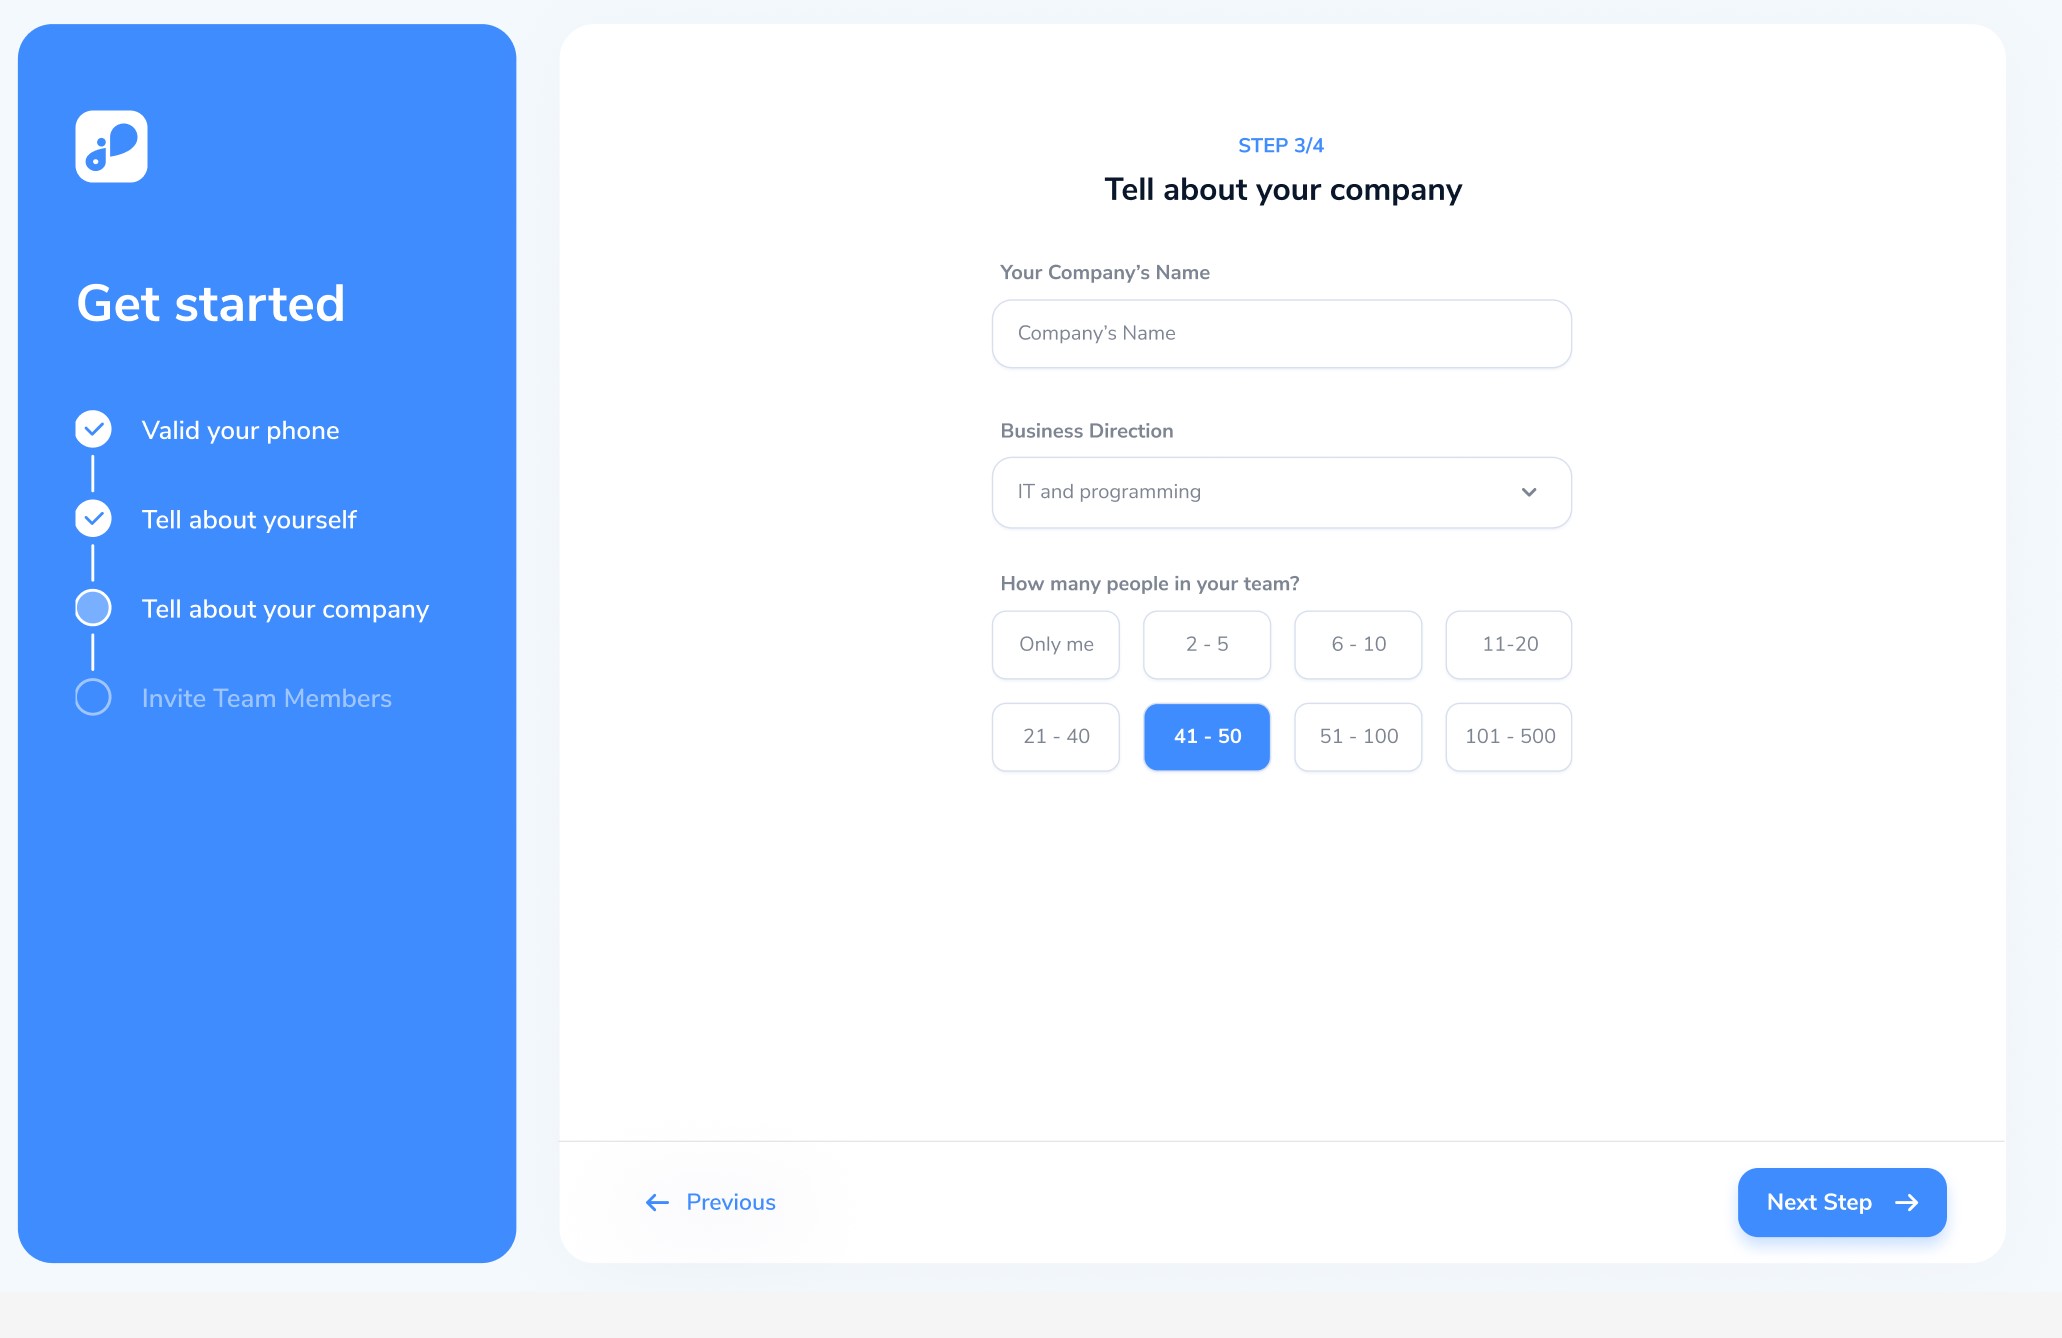 Get started
Valid your phone
Tell about yourself
Tell about your company
Invite Team Members
STEP 3/4
Tell about your company
Your Company’s Name
Company’s Name
Business Direction
IT and programming
How many people in your team?
Only me
2 - 5
6 - 10
11-20
21 - 40
41 - 50
51 - 100
101 - 500
Previous
Next Step